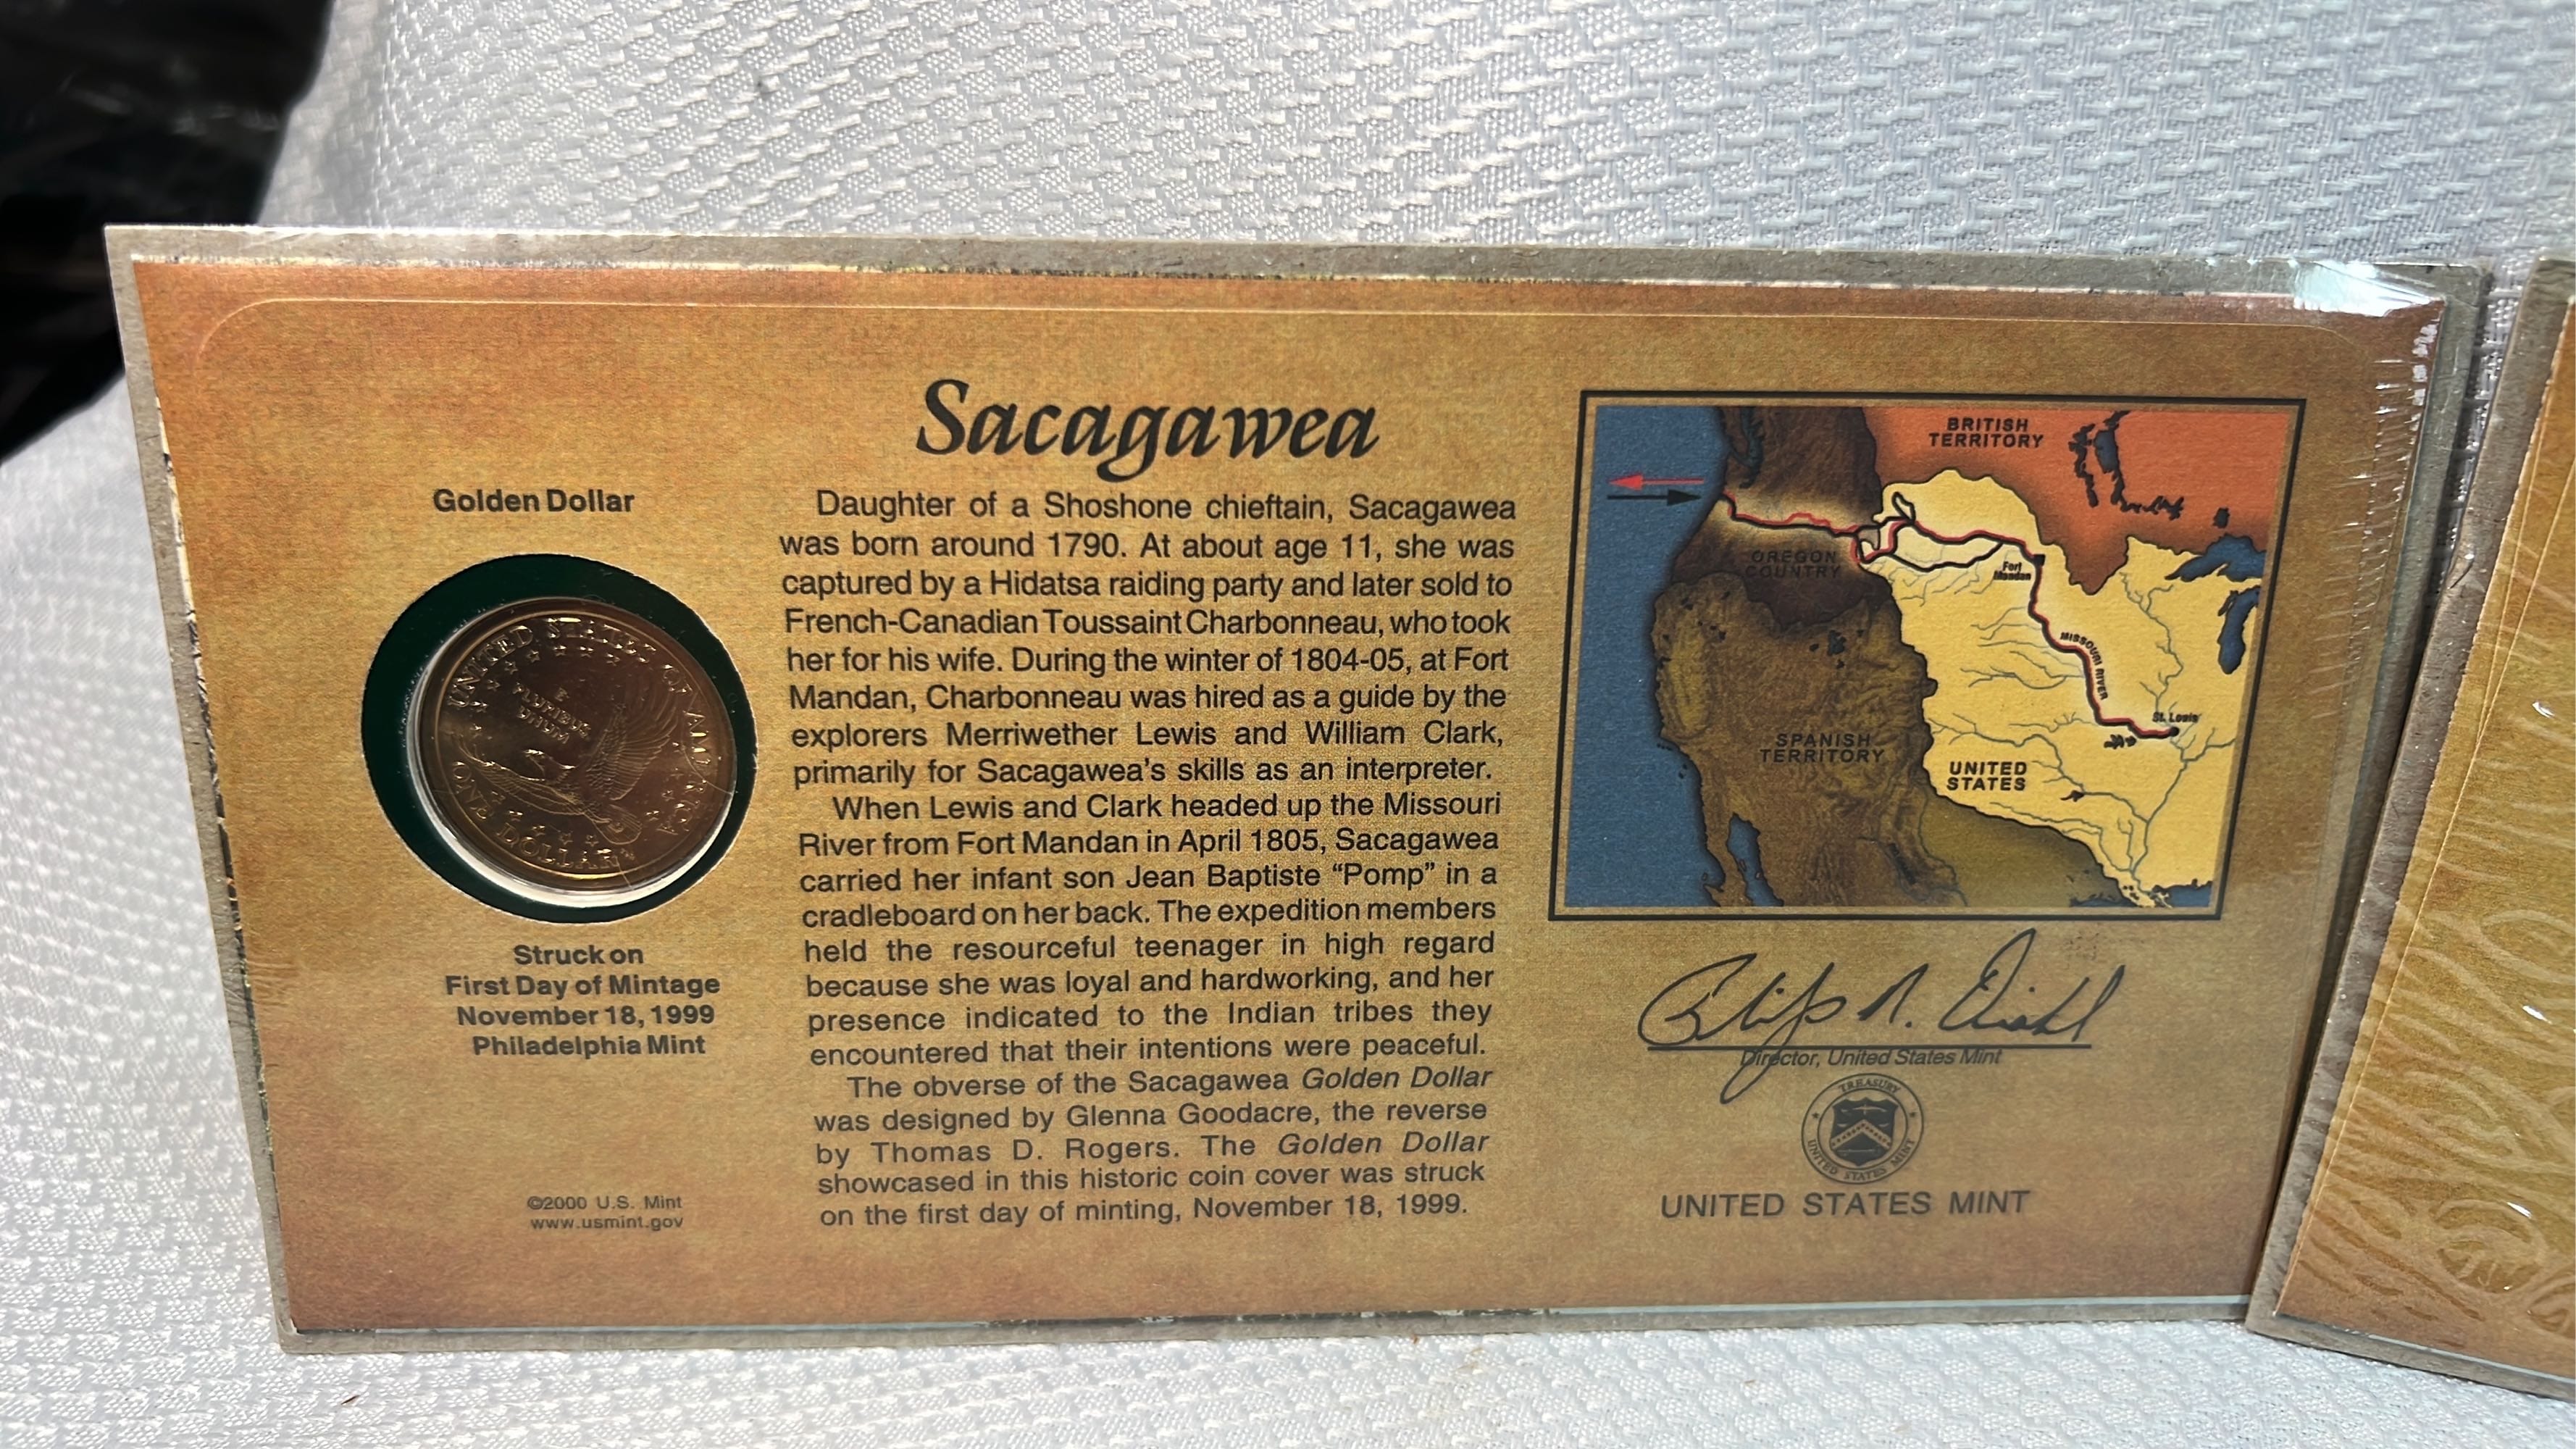 Sacagawea
Golden Dollar
UNITED STATES OF AMERICA
E
PLURIBUS
UNUM
ONE DOLLAR
Struck on
First Day of Mintage
November 18, 1999
Philadelphia Mint
©2000 U.S. Mint
www.usmint.gov
Daughter of a Shoshone chieftain, Sacagawea
was born around 1790. At about age 11, she was
captured by a Hidatsa raiding party and later sold to
French-Canadian Toussaint Charbonneau, who took
her for his wife. During the winter of 1804-05, at Fort
Mandan, Charbonneau was hired as a guide by the
explorers Merriwether Lewis and William Clark,
primarily for Sacagawea's skills as an interpreter.
When Lewis and Clark headed up the Missouri
River from Fort Mandan in April 1805, Sacagawea
carried her infant son Jean Baptiste “Pomp” in a
cradleboard on her back. The expedition members
held the resourceful teenager in high regard
because she was loyal and hardworking, and her
presence indicated to the Indian tribes they
encountered that their intentions were peaceful.
The obverse of the Sacagawea Golden Dollar
was designed by Glenna Goodacre, the reverse
by Thomas D. Rogers. The Golden Dollar
showcased in this historic coin cover was struck
on the first day of minting, November 18, 1999.
BRITISH
TERRITORY
OREGON
COUNTRY
Fort
Mandan
MISSOURI RIVER
St. Louis
SPANISH
TERRITORY
UNITED
STATES
Philip N. Diehl
Director, United States Mint
TREASURY
UNITED STATES MINT
UNITED STATES MINT